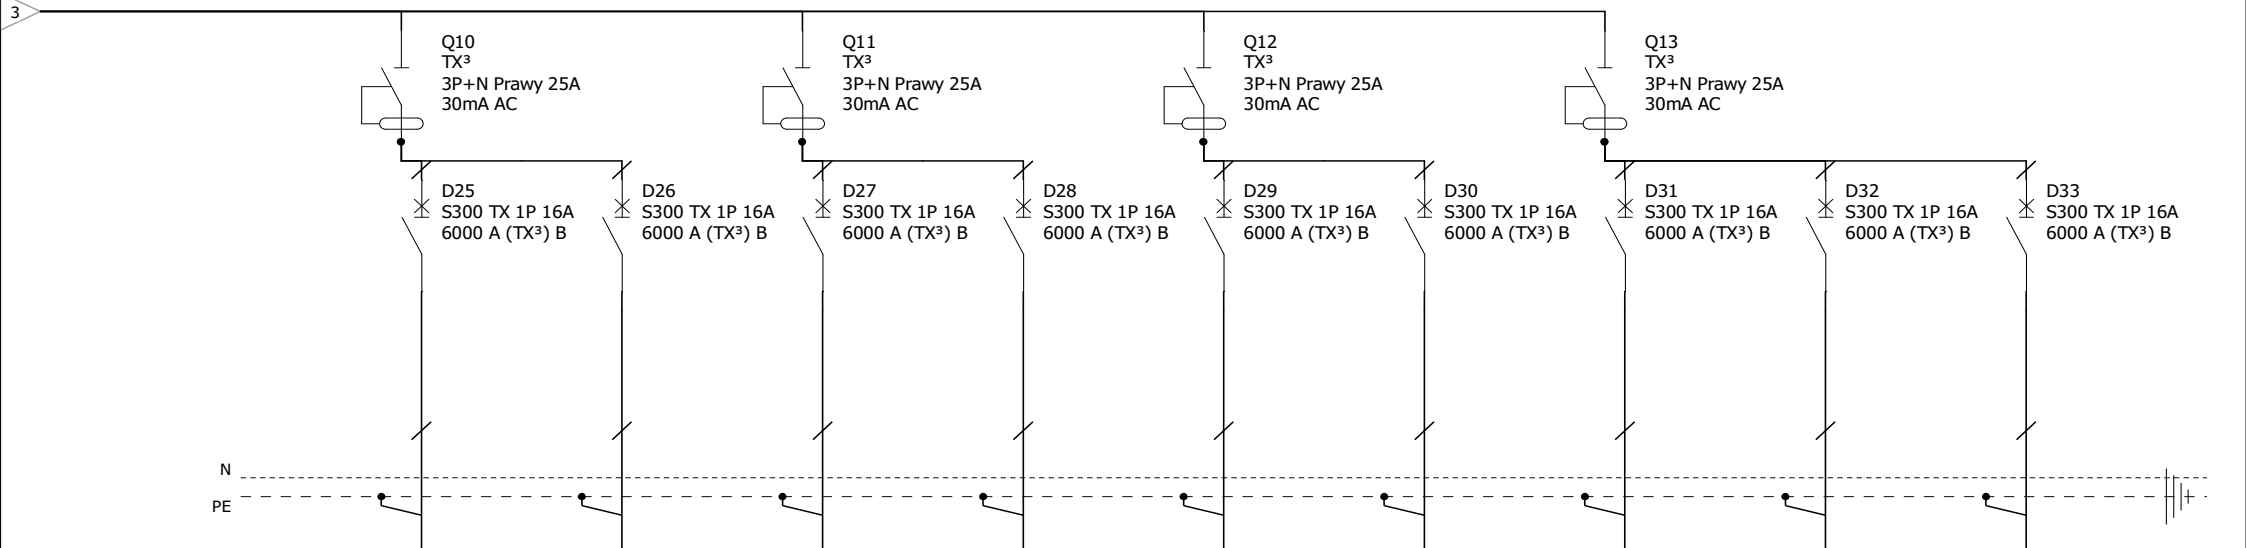 3
Q10
TX³
3P+N Prawy 25A
30mA AC
Q11
TX³
3P+N Prawy 25A
30mA AC
Q12
TX³
3P+N Prawy 25A
30mA AC
Q13
TX³
3P+N Prawy 25A
30mA AC
D25
S300 TX 1P 16A
6000 A (TX³) B
D26
S300 TX 1P 16A
6000 A (TX³) B
D27
S300 TX 1P 16A
6000 A (TX³) B
D28
S300 TX 1P 16A
6000 A (TX³) B
D29
S300 TX 1P 16A
6000 A (TX³) B
D30
S300 TX 1P 16A
6000 A (TX³) B
D31
S300 TX 1P 16A
6000 A (TX³) B
D32
S300 TX 1P 16A
6000 A (TX³) B
D33
S300 TX 1P 16A
6000 A (TX³) B
N
PE